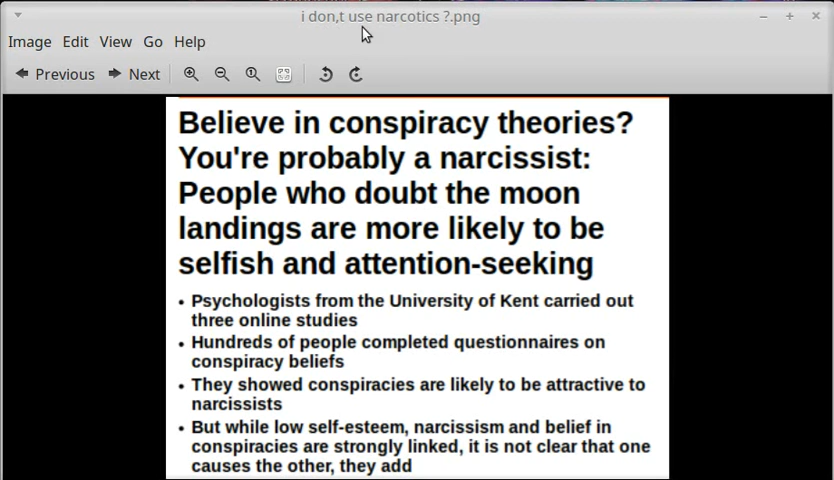 i don,t use narcotics ?.png
Image Edit View Go Help
Previous Next
Believe in conspiracy theories?
You're probably a narcissist:
People who doubt the moon
landings are more likely to be
selfish and attention-seeking
• Psychologists from the University of Kent carried out
three online studies
• Hundreds of people completed questionnaires on
conspiracy beliefs
• They showed conspiracies are likely to be attractive to
narcissists
• But while low self-esteem, narcissism and belief in
conspiracies are strongly linked, it is not clear that one
causes the other, they add